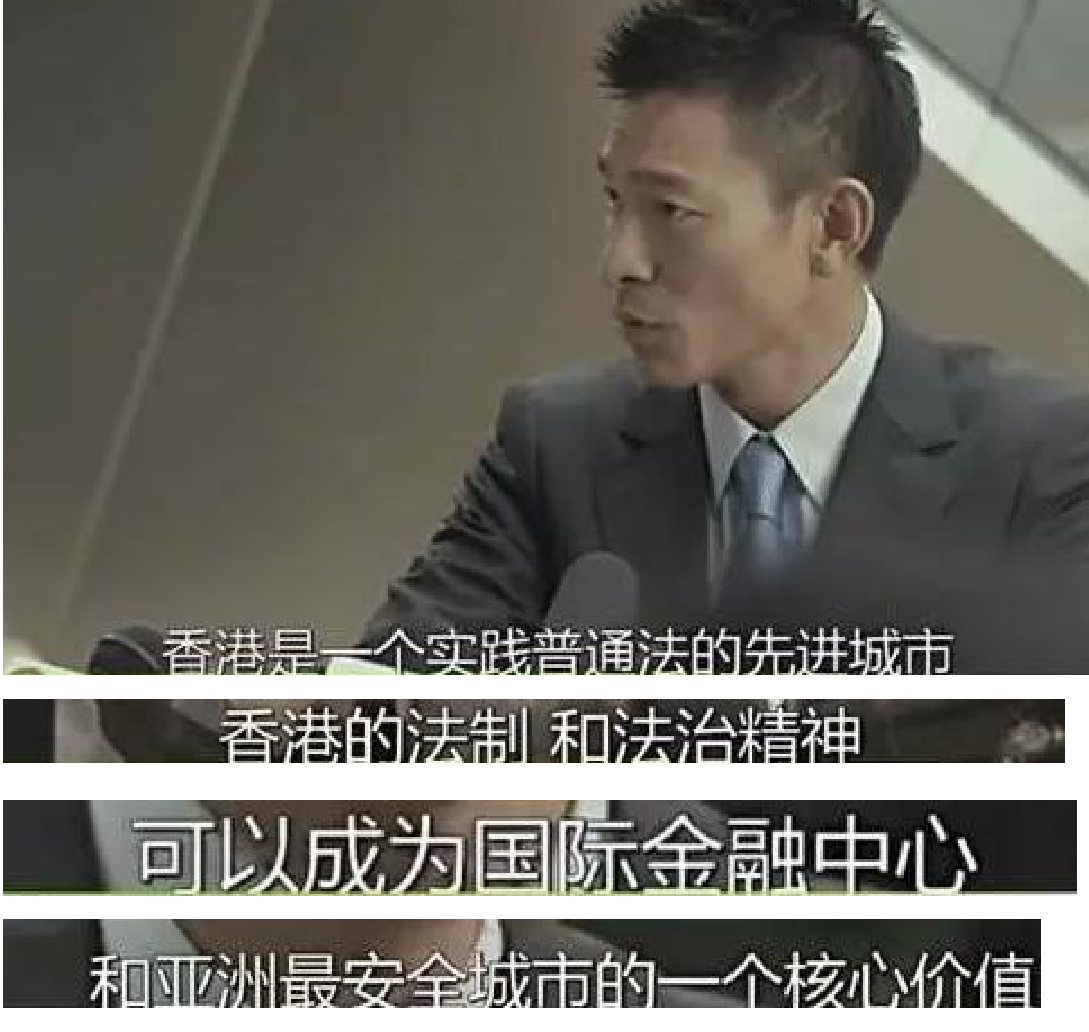 香港是一个实践普通法的先进城市
香港的法制 和法治精神
可以成为国际金融中心
和亚洲最安全城市的一个核心价值